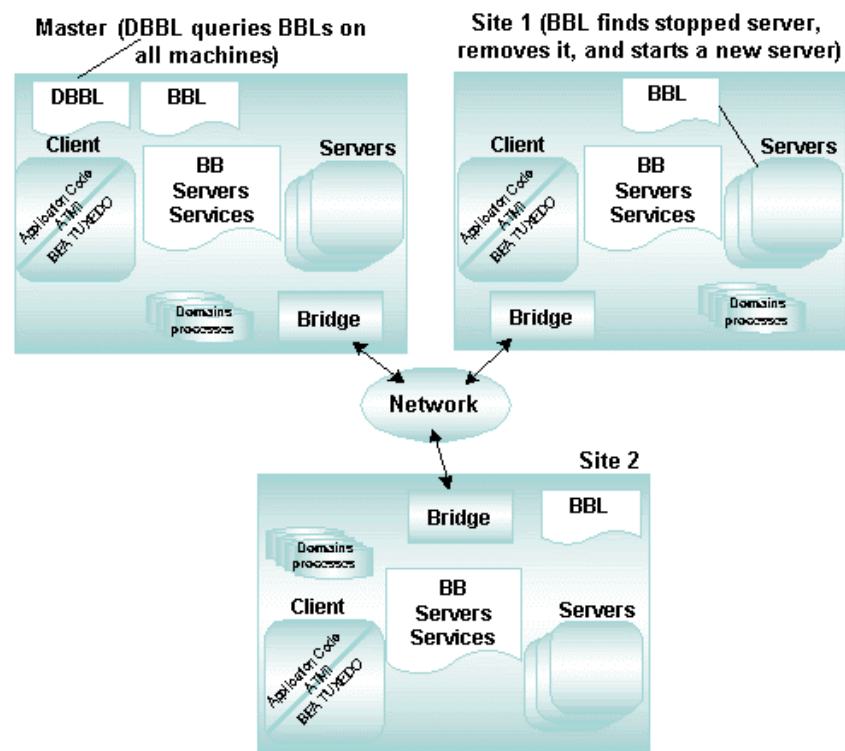 Master (DBBL queries BBLs on
all machines)
DBBL
BBL
Client
Application Code
ATMI
BEA TUXEDO
BB
Servers
Services
Servers
Domains
processes
Bridge
Site 1 (BBL finds stopped server,
removes it, and starts a new server)
BBL
Client
Application Code
ATMI
BEA TUXEDO
BB
Servers
Services
Servers
Bridge
Domains
processes
Network
Site 2
Bridge
BBL
Domains
processes
Client
Application Code
ATMI
BEA TUXEDO
BB
Servers
Services
Servers